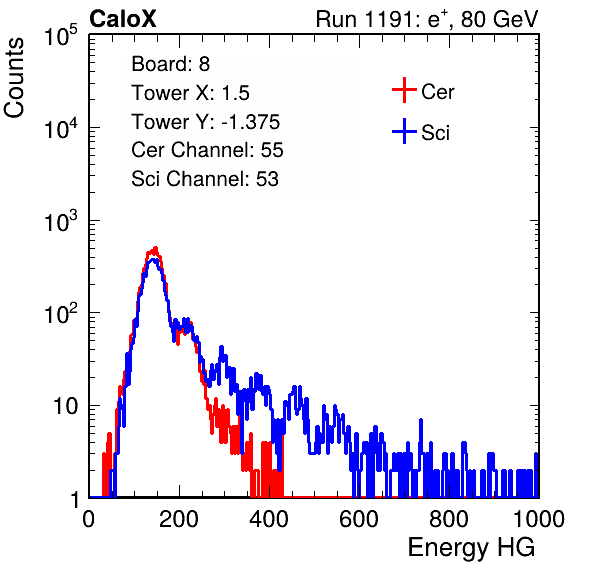 CaloX Run 1191: e⁺, 80 GeV
Counts
Board: 8
Tower X: 1.5
Tower Y: -1.375
Cer Channel: 55
Sci Channel: 53
Cer
Sci
10⁵
10⁴
10³
10²
10
1
0 200 400 600 800 1000
Energy HG